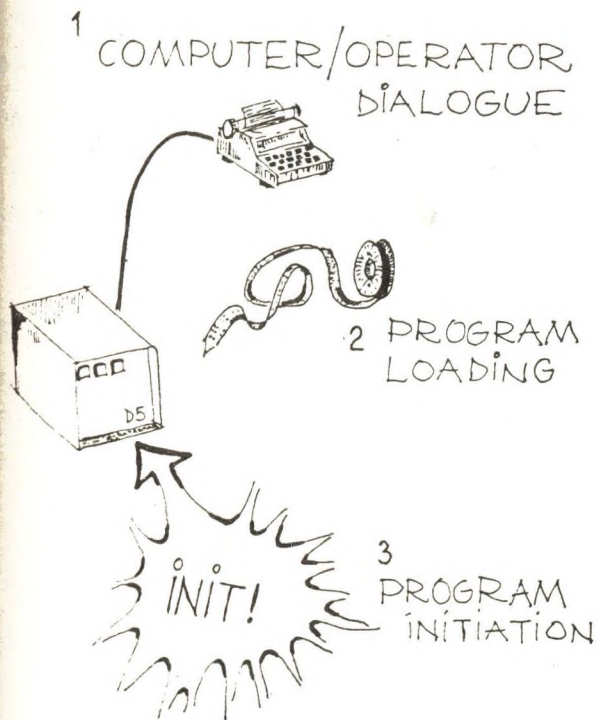 1
COMPUTER/OPERATOR
DIALOGUE
2 PROGRAM
LOADING
D5
INIT!
3
PROGRAM
INITIATION